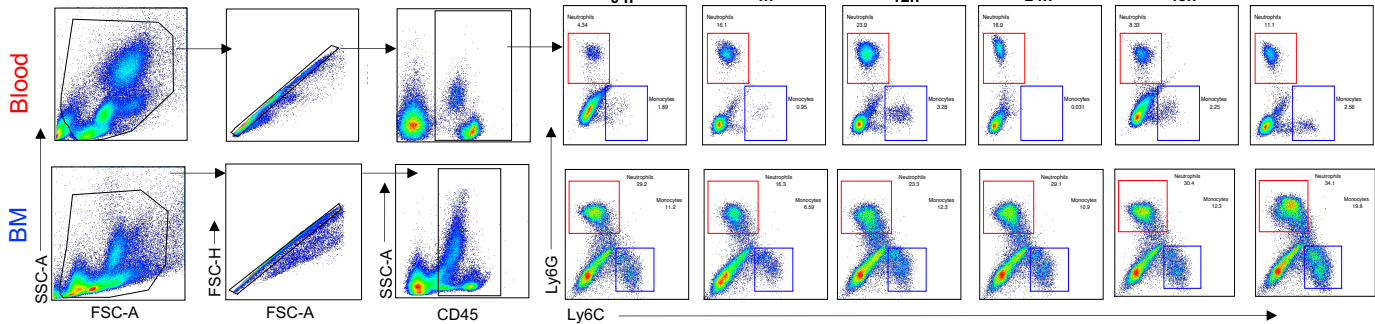 Blood
Neutrophils
4.34
Monocytes
1.89
Neutrophils
16.1
Monocytes
0.95
Neutrophils
23.9
Monocytes
3.28
Neutrophils
16.9
Monocytes
0.031
Neutrophils
8.33
Monocytes
2.25
Neutrophils
11.1
Monocytes
2.56
BM
Neutrophils
29.2
Monocytes
11.2
Neutrophils
16.3
Monocytes
6.59
Neutrophils
23.3
Monocytes
12.3
Neutrophils
29.1
Monocytes
10.9
Neutrophils
30.4
Monocytes
12.3
Neutrophils
34.1
Monocytes
19.8
SSC-A
FSC-H
SSC-A
Ly6G
FSC-A
FSC-A
CD45
Ly6C